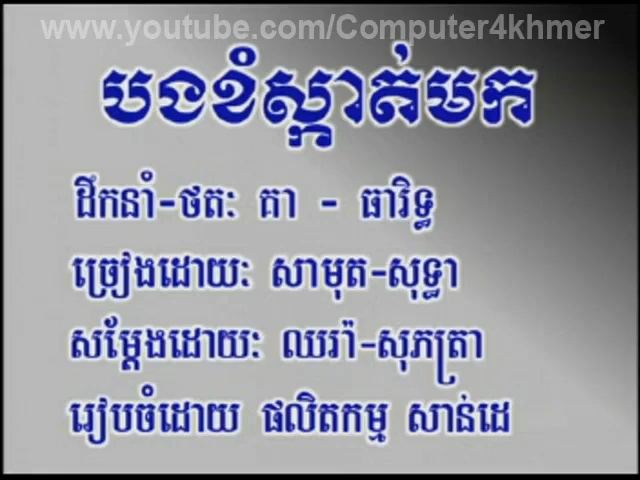 www.youtube.com/Computer4khmer
បងខំស្កាត់មក
ដឹកនាំ-ថតៈ គា - ធារិទ្ធ
ច្រៀងដោយៈ សាមុត-សុទ្ធា
សម្ដែងដោយៈ ឈរ៉ា-សុភត្រ្រា
រៀបចំដោយ ផលិតកម្ម សាន់ដេ